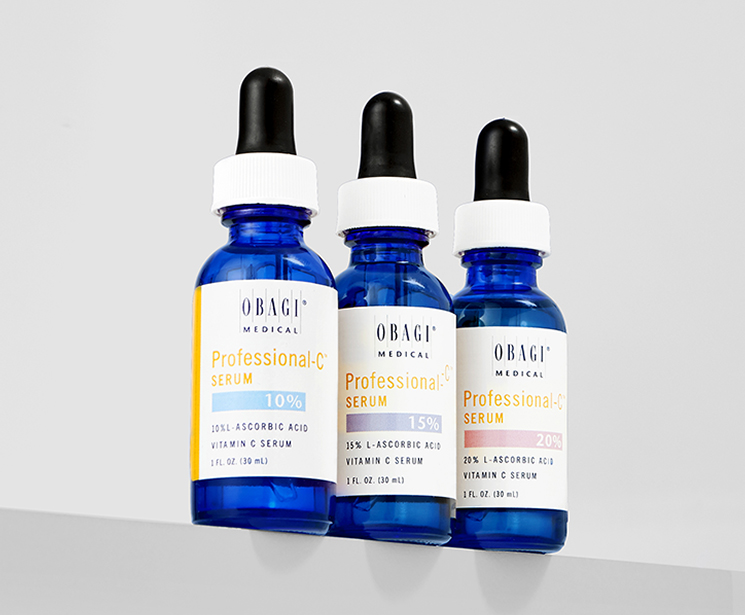 OBAGI®
MEDICAL
Professional-C™
SERUM
10%
10% L-ASCORBIC ACID
VITAMIN C SERUM
1 FL. OZ. (30 mL)
OBAGI®
MEDICAL
Professional-C™
SERUM
15%
15% L-ASCORBIC ACID
VITAMIN C SERUM
1 FL. OZ. (30 mL)
OBAGI®
MEDICAL
Professional-C™
SERUM
20%
20% L-ASCORBIC ACID
VITAMIN C SERUM
1 FL. OZ. (30 mL)